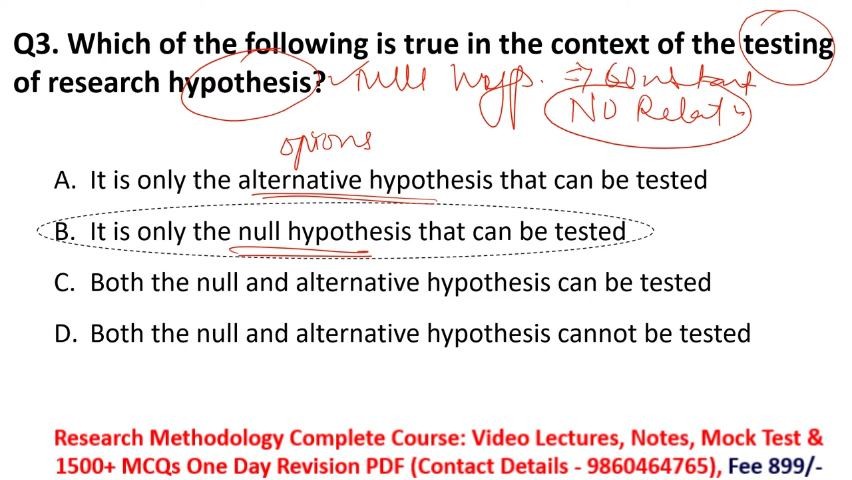 Q3. Which of the following is true in the context of the testing
of research hypothesis? null hyp. => Constant
NO Relatn
options
A. It is only the alternative hypothesis that can be tested
B. It is only the null hypothesis that can be tested
C. Both the null and alternative hypothesis can be tested
D. Both the null and alternative hypothesis cannot be tested
Research Methodology Complete Course: Video Lectures, Notes, Mock Test &
1500+ MCQs One Day Revision PDF (Contact Details - 9860464765), Fee 899/-